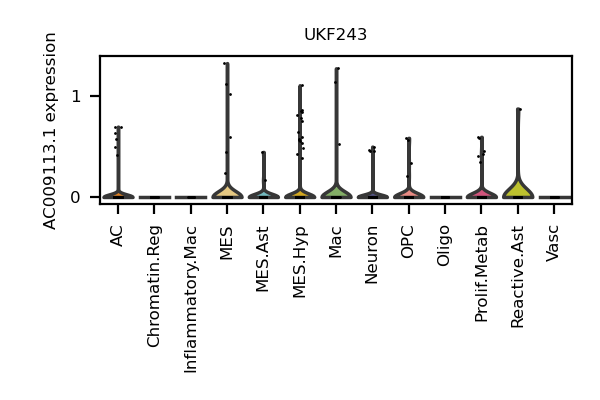 UKF243
AC009113.1 expression
1
0
AC
Chromatin.Reg
Inflammatory.Mac
MES
MES.Ast
MES.Hyp
Mac
Neuron
OPC
Oligo
Prolif.Metab
Reactive.Ast
Vasc